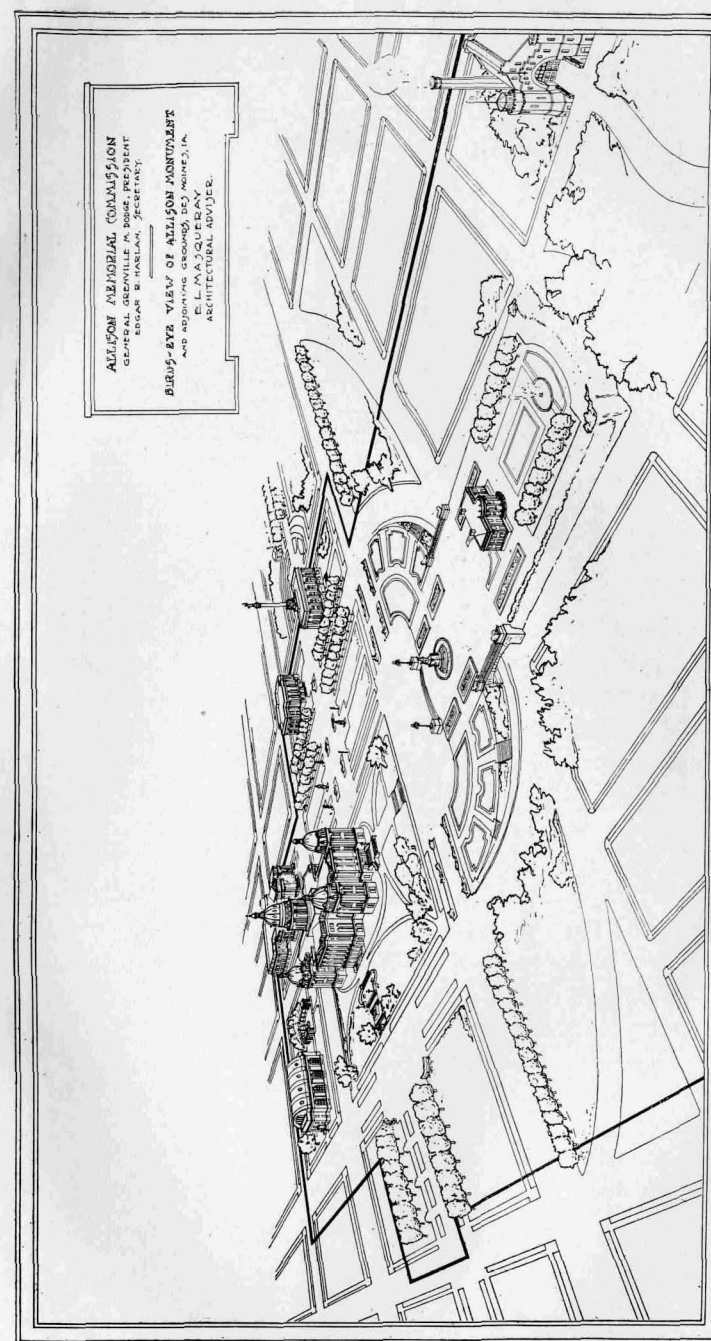 ALLISON MEMORIAL COMMISSION
GENERAL GRENVILLE M. DODGE, PRESIDENT
EDGAR R. HARLAN, SECRETARY.
BIRDS-EYE VIEW OF ALLISON MONUMENT
AND ADJOINING GROUNDS, DES MOINES, IA.
E. L. MASQUERAY
ARCHITECTURAL ADVISER.